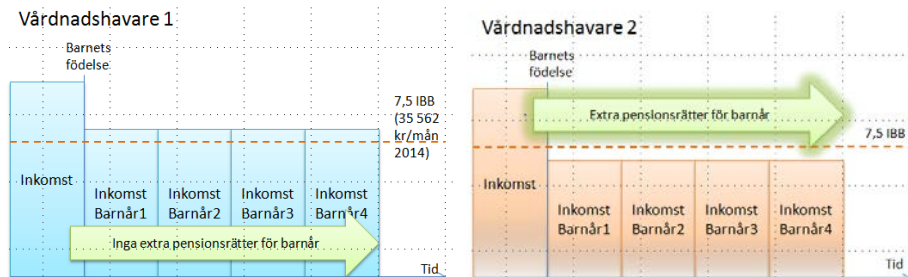 Vårdnadshavare 1
Barnets
födelse
7,5 IBB
(35 562
kr/mån
2014)
Inkomst
Inkomst
Barnår1
Inkomst
Barnår2
Inkomst
Barnår3
Inkomst
Barnår4
Inga extra pensionsrätter för barnår
Tid
Vårdnadshavare 2
Barnets
födelse
Extra pensionsrätt för barnår
7,5 IBB
Inkomst
Inkomst
Barnår1
Inkomst
Barnår2
Inkomst
Barnår3
Inkomst
Barnår4
Tid